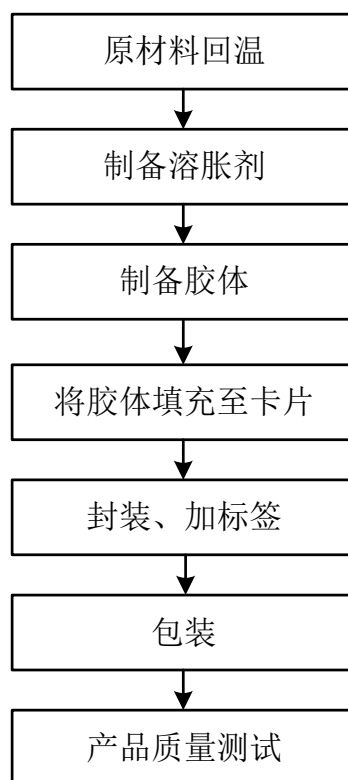 原材料回温
制备溶胀剂
制备胶体
将胶体填充至卡片
封装、加标签
包装
产品质量测试